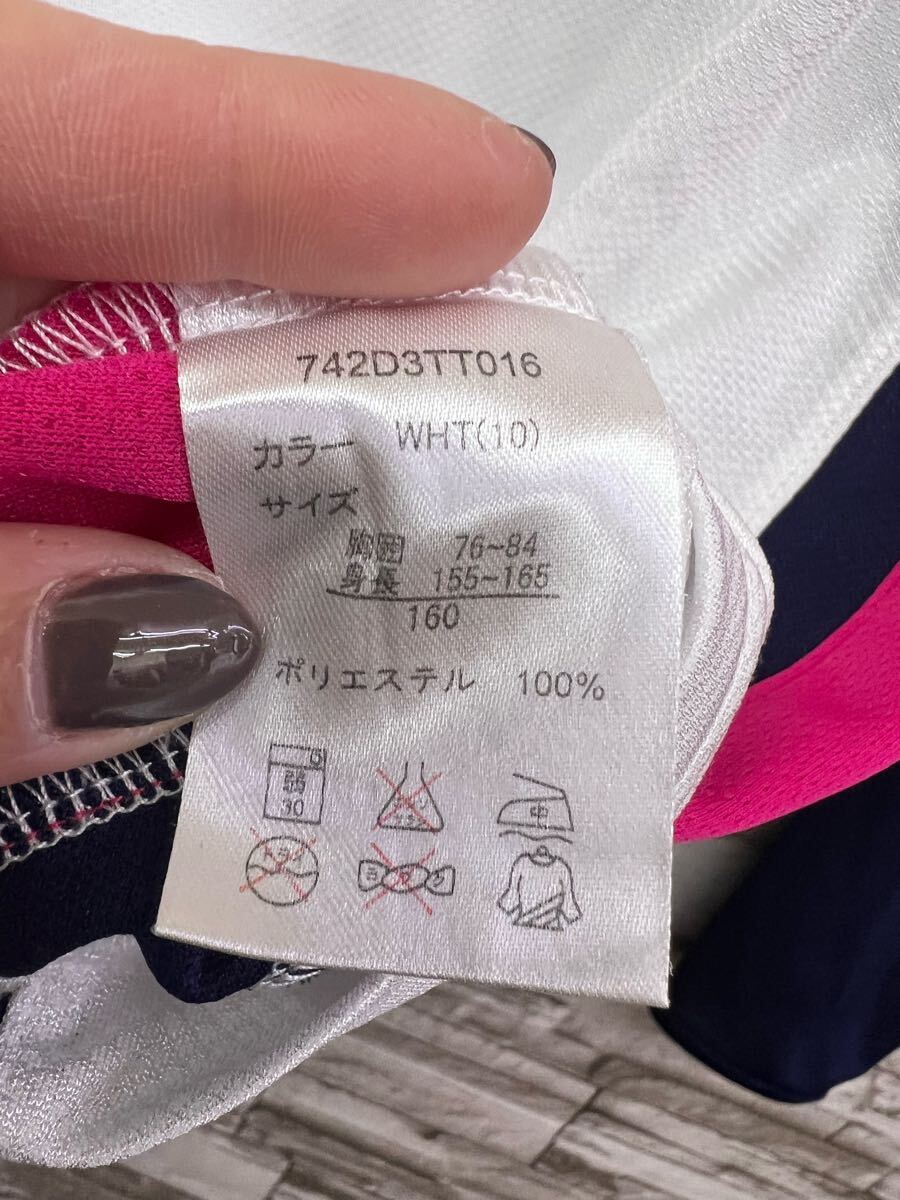 742D3TT016
カラー WHT(10)
サイズ
胸囲 76~84
身長 155~165
160
ポリエステル 100%
弱
30
中